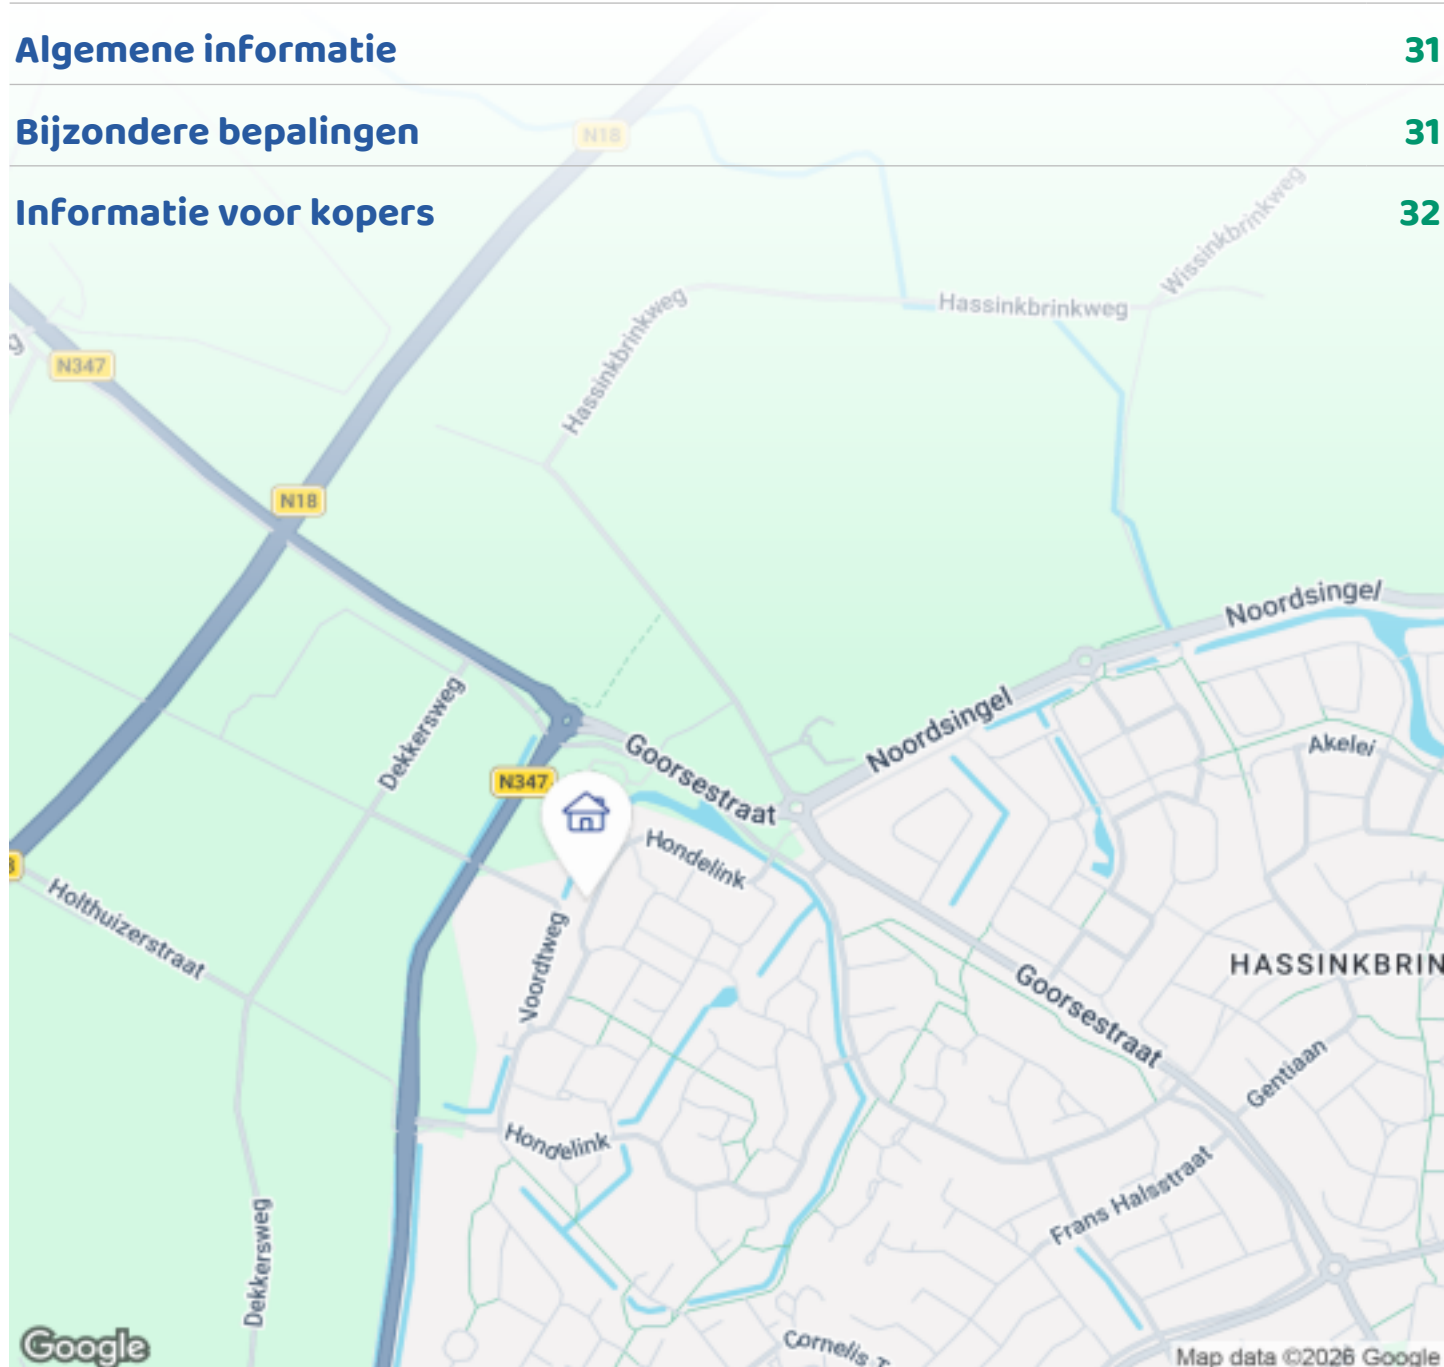 Algemene informatie 31
Bijzondere bepalingen 31
Informatie voor kopers 32
N18
Wissinkbrinkweg
Hassinkbrinkweg
Hassinkbrinkweg
g
N347
N18
Noordsingel
Noordsingel
Dekkersweg
Goorsestraat
Akelei
N347
Hondelink
Holthuizerstraat
Voordtweg
HASSINKBRIN
Goorsestraat
Gentiaan
Hondelink
Frans Halsstraat
Dekkersweg
Cornelis T
Google
Map data ©2026 Google